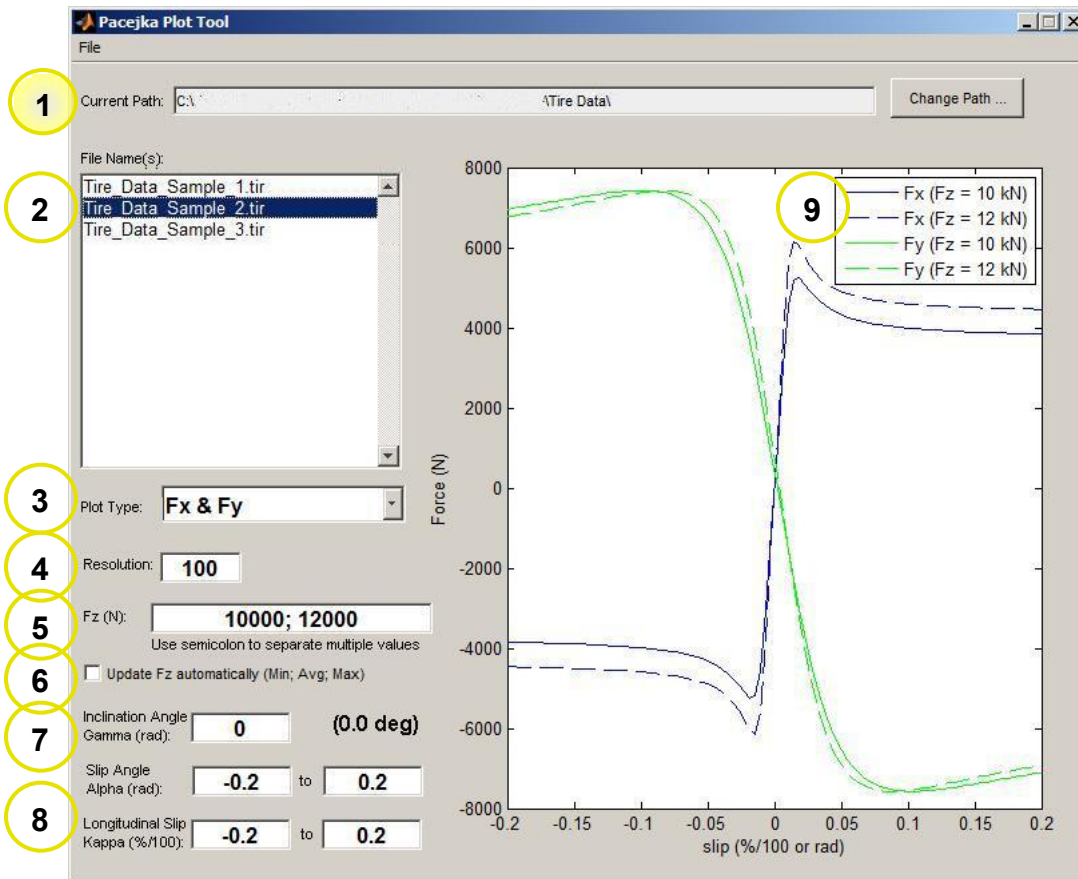 Pacejka Plot Tool
File
1
Current Path:
C:\
\Tire Data\
Change Path ...
File Name(s):
2
Tire_Data_Sample_1.tir
Tire_Data_Sample_2.tir
Tire_Data_Sample_3.tir
3
Plot Type:
Fx & Fy
4
Resolution:
100
5
Fz (N):
10000; 12000
Use semicolon to separate multiple values
6
Update Fz automatically (Min; Avg; Max)
7
Inclination Angle
Gamma (rad):
0
(0.0 deg)
8
Slip Angle
Alpha (rad):
-0.2
to
0.2
Longitudinal Slip
Kappa (%/100):
-0.2
to
0.2
9
Fx (Fz = 10 kN)
Fx (Fz = 12 kN)
Fy (Fz = 10 kN)
Fy (Fz = 12 kN)
Force (N)
8000
6000
4000
2000
0
-2000
-4000
-6000
-8000
-0.2 -0.15 -0.1 -0.05 0 0.05 0.1 0.15 0.2
slip (%/100 or rad)